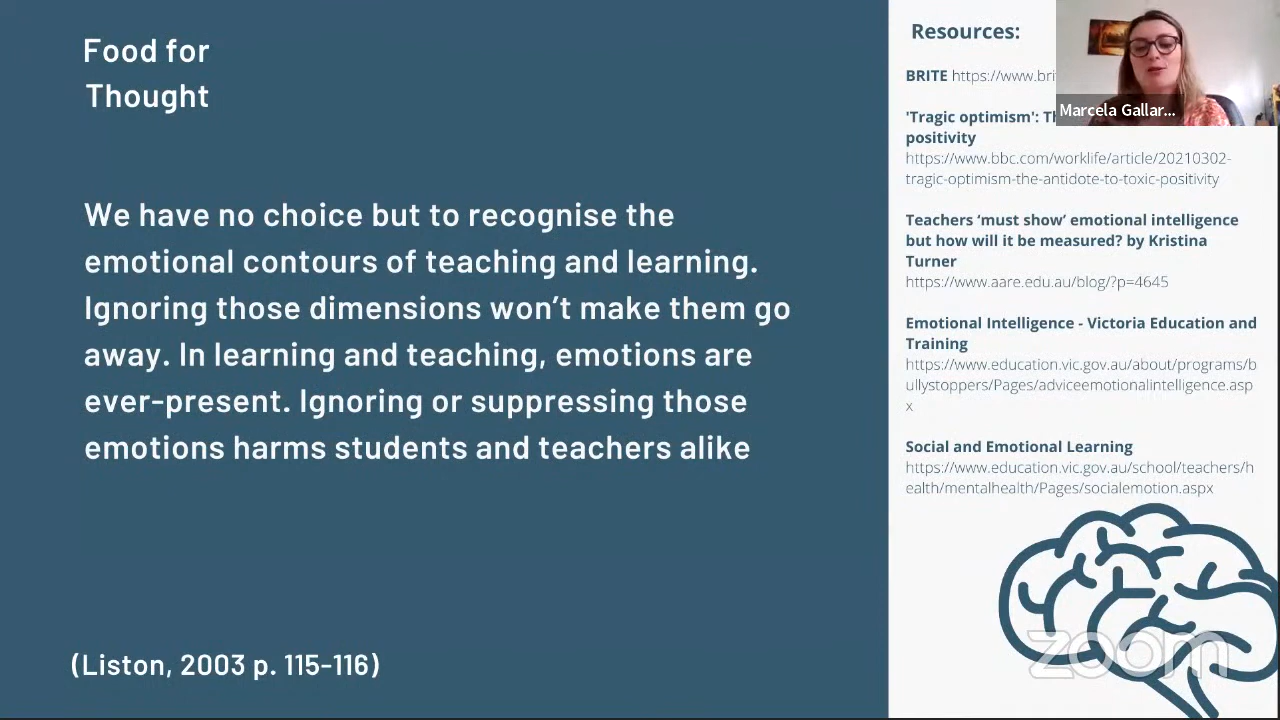 Food for
Thought
We have no choice but to recognise the
emotional contours of teaching and learning.
Ignoring those dimensions won’t make them go
away. In learning and teaching, emotions are
ever-present. Ignoring or suppressing those
emotions harms students and teachers alike
(Liston, 2003 p. 115-116)
Resources:
BRITE https://www.bri
'Tragic optimism': Th
positivity
https://www.bbc.com/worklife/article/20210302-
tragic-optimism-the-antidote-to-toxic-positivity
Teachers ‘must show’ emotional intelligence
but how will it be measured? by Kristina
Turner
https://www.aare.edu.au/blog/?p=4645
Emotional Intelligence - Victoria Education and
Training
https://www.education.vic.gov.au/about/programs/b
ullystoppers/Pages/adviceemotionalintelligence.asp
x
Social and Emotional Learning
https://www.education.vic.gov.au/school/teachers/h
ealth/mentalhealth/Pages/socialemotion.aspx
Marcela Gallar...
zoom